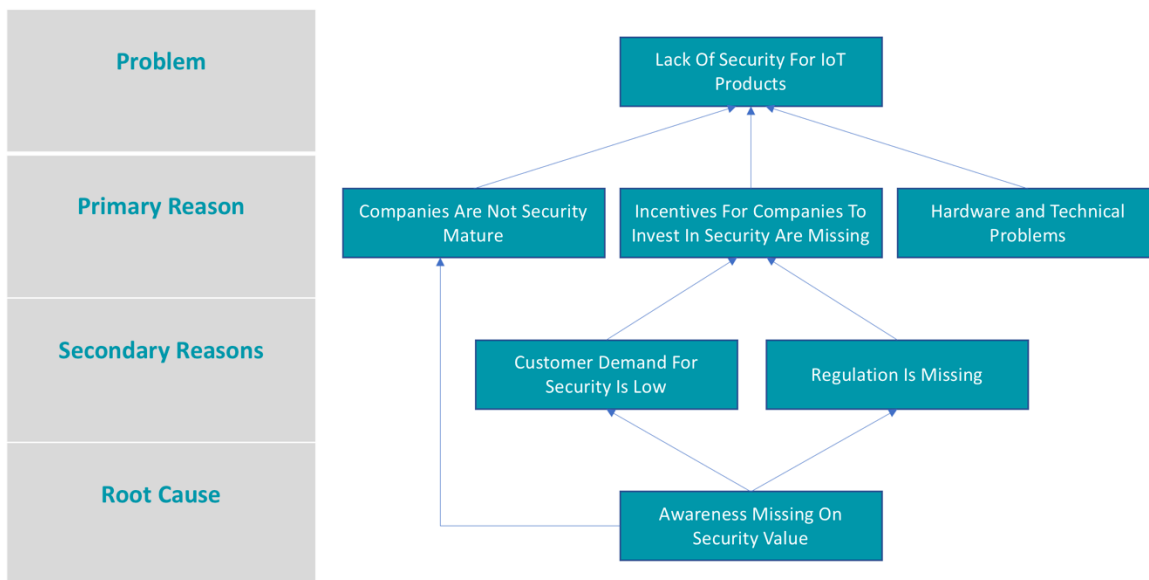 Problem
Lack Of Security For IoT
Products
Primary Reason
Companies Are Not Security
Mature
Incentives For Companies To
Invest In Security Are Missing
Hardware and Technical
Problems
Secondary Reasons
Customer Demand For
Security Is Low
Regulation Is Missing
Root Cause
Awareness Missing On
Security Value